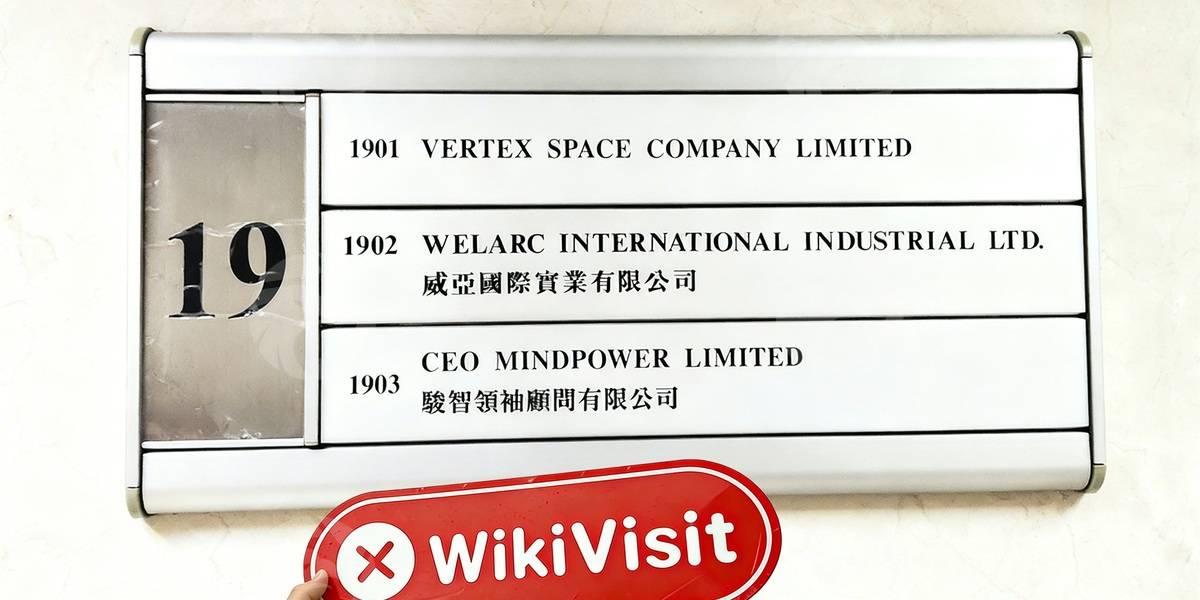 19
1901 VERTEX SPACE COMPANY LIMITED
1902 WELARC INTERNATIONAL INDUSTRIAL LTD.
威亞國際實業有限公司
1903 CEO MINDPOWER LIMITED
駿智領袖顧問有限公司
WikiVisit